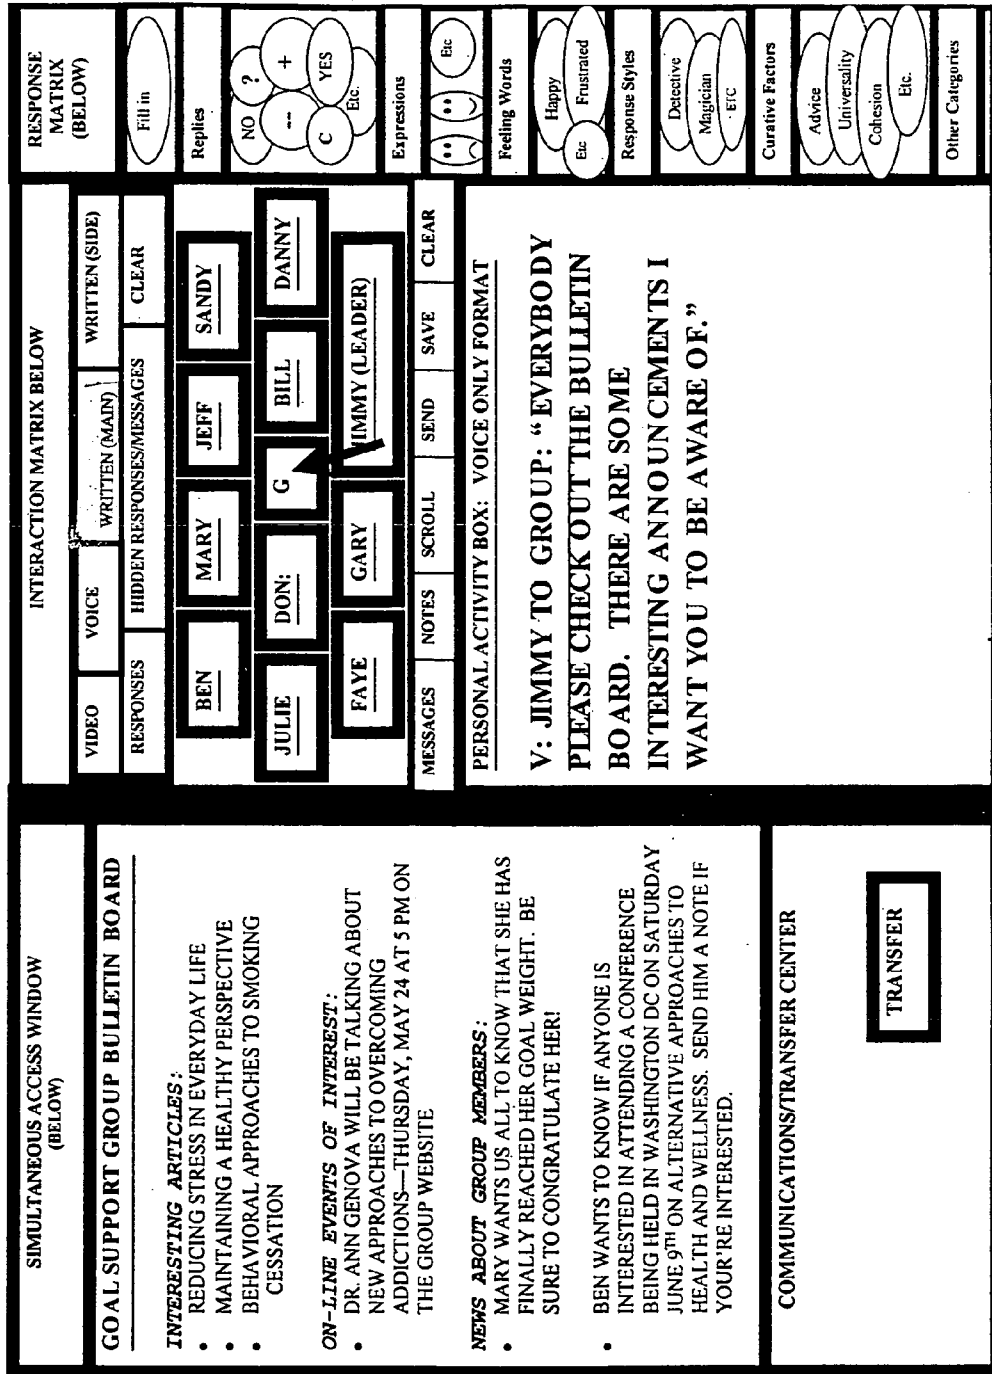 SIMULTANEOUS ACCESS WINDOW
(BELOW)
GOAL SUPPORT GROUP BULLETIN BOARD
INTERESTING ARTICLES:
• REDUCING STRESS IN EVERYDAY LIFE
• MAINTAINING A HEALTHY PERSPECTIVE
• BEHAVIORAL APPROACHES TO SMOKING
CESSATION
ON-LINE EVENTS OF INTEREST:
• DR. ANN GENOVA WILL BE TALKING ABOUT
NEW APPROACHES TO OVERCOMING
ADDICTIONS—THURSDAY, MAY 24 AT 5 PM ON
THE GROUP WEBSITE
NEWS ABOUT GROUP MEMBERS:
• MARY WANTS US ALL TO KNOW THAT SHE HAS
FINALLY REACHED HER GOAL WEIGHT. BE
SURE TO CONGRATULATE HER!
• BEN WANTS TO KNOW IF ANYONE IS
INTERESTED IN ATTENDING A CONFERENCE
BEING HELD IN WASHINGTON DC ON SATURDAY
JUNE 9TH ON ALTERNATIVE APPROACHES TO
HEALTH AND WELLNESS. SEND HIM A NOTE IF
YOUR'RE INTERESTED.
COMMUNICATIONS/TRANSFER CENTER
TRANSFER
INTERACTION MATRIX BELOW
VIDEO VOICE WRITTEN (MAIN) WRITTEN (SIDE)
RESPONSES HIDDEN RESPONSES/MESSAGES CLEAR
BEN MARY JEFF SANDY
JULIE DON: G BILL DANNY
FAYE GARY JIMMY (LEADER)
MESSAGES NOTES SCROLL SEND SAVE CLEAR
PERSONAL ACTIVITY BOX: VOICE ONLY FORMAT
V: JIMMY TO GROUP: “EVERYBODY
PLEASE CHECK OUT THE BULLETIN
BOARD. THERE ARE SOME
INTERESTING ANNOUNCEMENTS I
WANT YOU TO BE AWARE OF.”
RESPONSE
MATRIX
(BELOW)
Fill in
Replies
NO ?
--- +
C YES
Etc.
Expressions
Etc
Feeling Words
Happy
Etc Frustrated
Response Styles
Detective
Magician
ETC
Curative Factors
Advice
Universality
Cohesion
Etc.
Other Categories